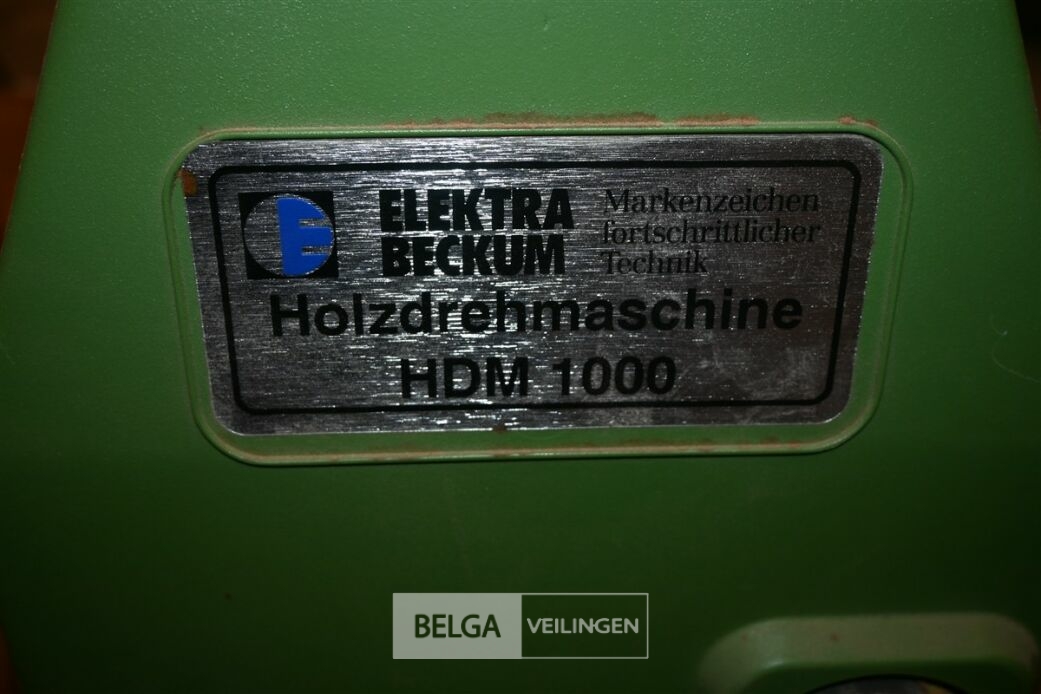 E
ELEKTRA
BECKUM
Markenzeichen
fortschrittlicher
Technik
Holzdrehmaschine
HDM 1000
BELGA VEILINGEN